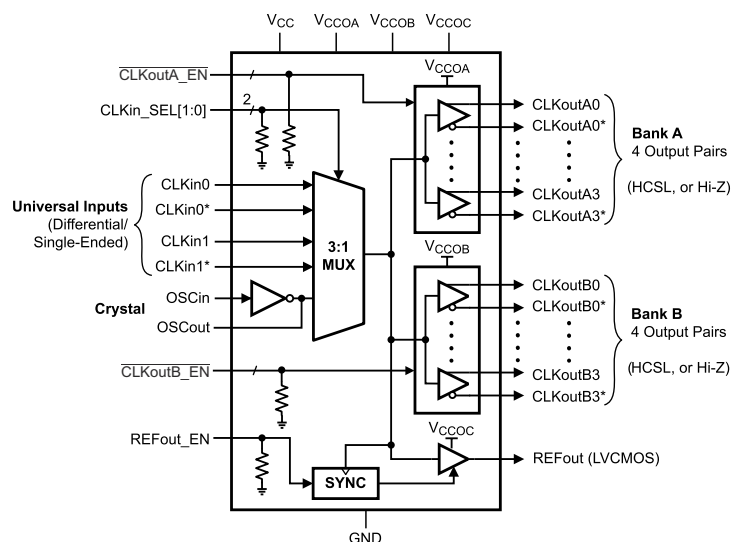 VCC VCCOA VCCOB VCCOC
CLKoutA_EN
CLKin_SEL[1:0]
2
VCCOA
CLKoutA0
CLKoutA0*
CLKoutA3
CLKoutA3*
Bank A
4 Output Pairs
(HCSL, or Hi-Z)
Universal Inputs
(Differential/
Single-Ended)
CLKin0
CLKin0*
CLKin1
CLKin1*
3:1
MUX
Crystal
OSCin
OSCout
VCCOB
CLKoutB0
CLKoutB0*
CLKoutB3
CLKoutB3*
Bank B
4 Output Pairs
(HCSL, or Hi-Z)
CLKoutB_EN
REFout_EN
SYNC
VCCOC
REFout (LVCMOS)
GND